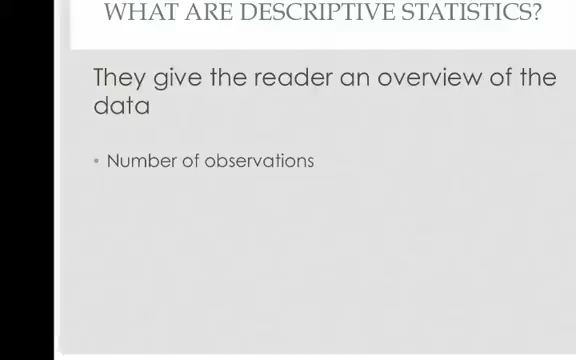 WHAT ARE DESCRIPTIVE STATISTICS?
They give the reader an overview of the
data
• Number of observations